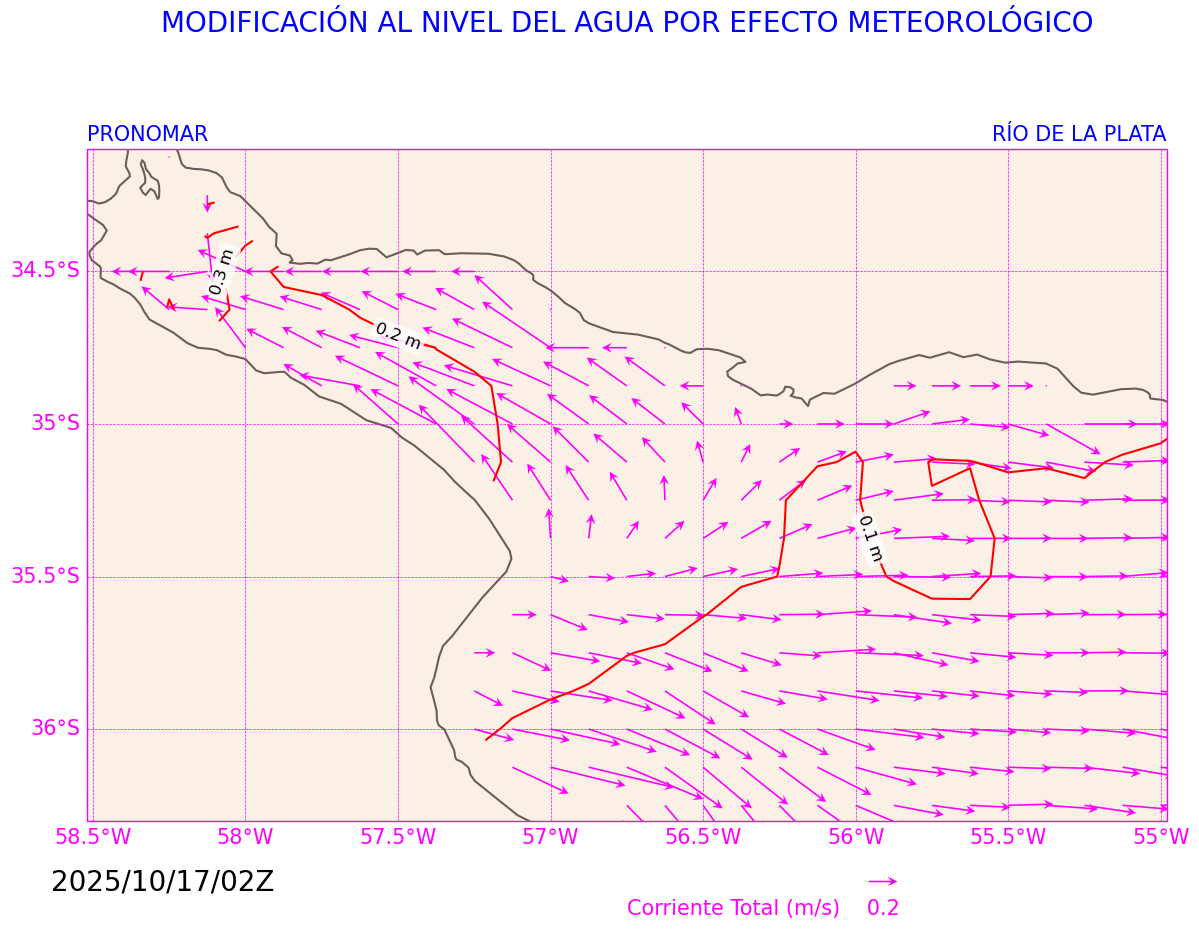 MODIFICACIÓN AL NIVEL DEL AGUA POR EFECTO METEOROLÓGICO
PRONOMAR RÍO DE LA PLATA
34.5°S
35°S
35.5°S
36°S
0.3 m
0.2 m
0.1 m
58.5°W 58°W 57.5°W 57°W 56.5°W 56°W 55.5°W 55°W
2025/10/17/02Z
Corriente Total (m/s) 0.2